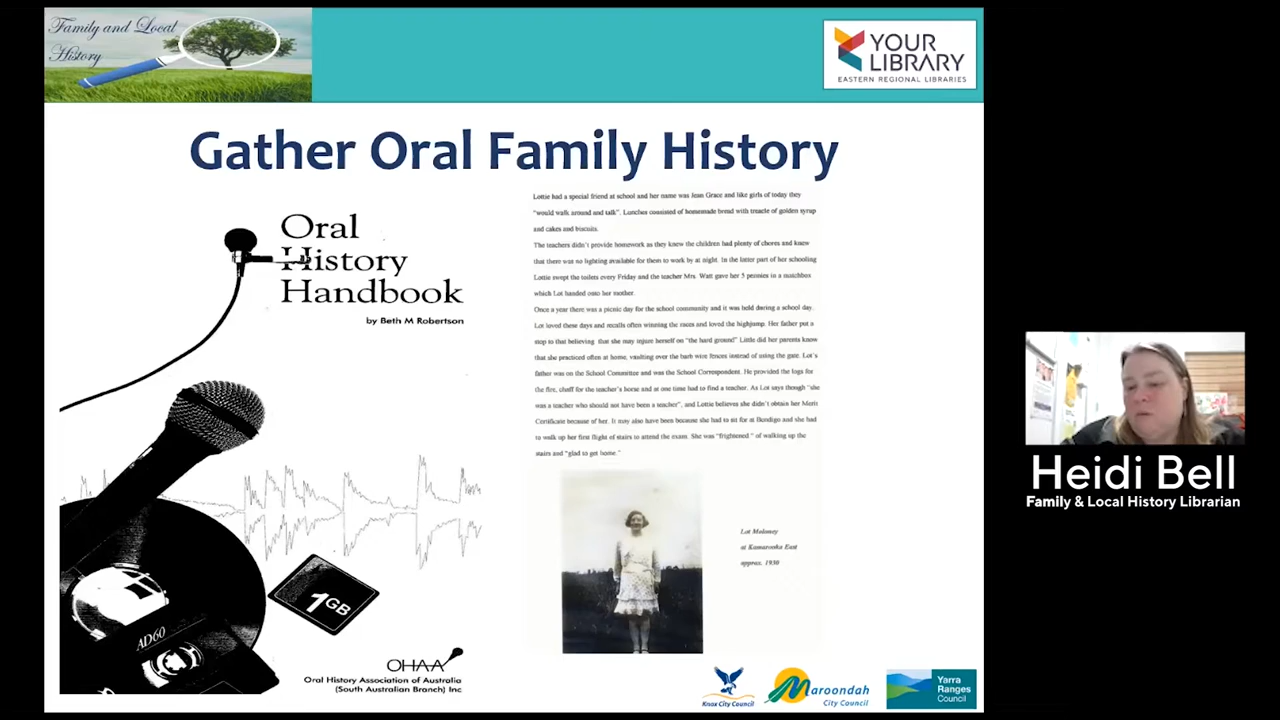 Family and Local
History
YOUR
LIBRARY
EASTERN REGIONAL LIBRARIES
Gather Oral Family History
Oral
History
Handbook
by Beth M Robertson
1GB
AD60
OHAA
Oral History Association of Australia
(South Australian Branch) Inc
Lottie had a special friend at school and her name was Jean Grace and like girls of today they
"would walk around and talk". Lunches consisted of homemade bread with treacle of golden syrup
and cakes and biscuits.
The teachers didn't provide homework as they knew the children had plenty of chores and knew
that there was no lighting available for them to work by at night. In the latter part of her schooling
Lottie swept the toilets every Friday and the teacher Mrs. Watt gave her 5 pennies in a matchbox
which Lot handed onto her mother.
Once a year there was a picnic day for the school community and it was held during a school day.
Lot loved these days and recalls often winning the races and loved the highjump. Her father put a
stop to that believing that she may injure herself on "the hard ground" Little did her parents know
that she practiced often at home, vaulting over the barb wire fences instead of using the gate. Lot's
father was on the School Committee and was the School Correspondent. He provided the logs for
the fire, chaff for the teacher's horse and at one time had to find a teacher. As Lot says though "she
was a teacher who should not have been a teacher", and Lottie believes she didn't obtain her Merit
Certificate because of her. It may also have been because she had to sit for at Bendigo and she had
to walk up her first flight of stairs to attend the exam. She was "frightened" of walking up the
stairs and "glad to get home."
Lot Moloney
at Kamarooka East
approx. 1930
Knox City Council
Maroondah
City Council
Yarra
Ranges
Council
Heidi Bell
Family & Local History Librarian